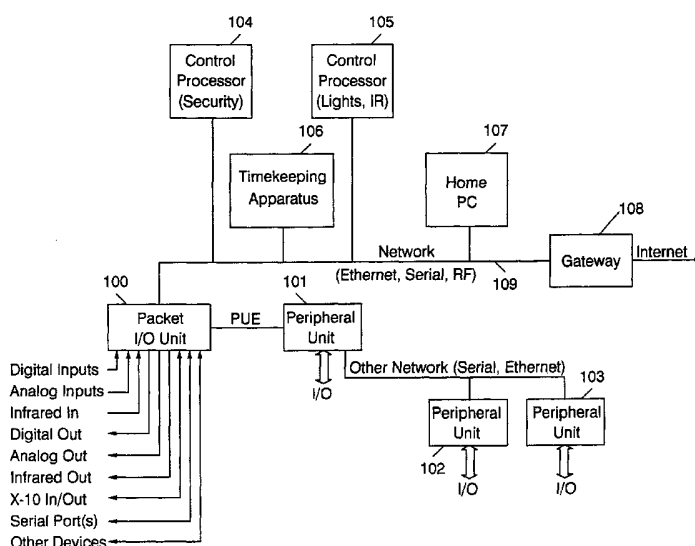 104
Control
Processor
(Security)
105
Control
Processor
(Lights, IR)
106
Timekeeping
Apparatus
107
Home
PC
108
Gateway
Internet
Network
(Ethernet, Serial, RF)
109
100
Packet
I/O Unit
PUE
101
Peripheral
Unit
I/O
Other Network (Serial, Ethernet)
Peripheral
Unit
102
I/O
103
Peripheral
Unit
I/O
Digital Inputs
Analog Inputs
Infrared In
Digital Out
Analog Out
Infrared Out
X-10 In/Out
Serial Port(s)
Other Devices